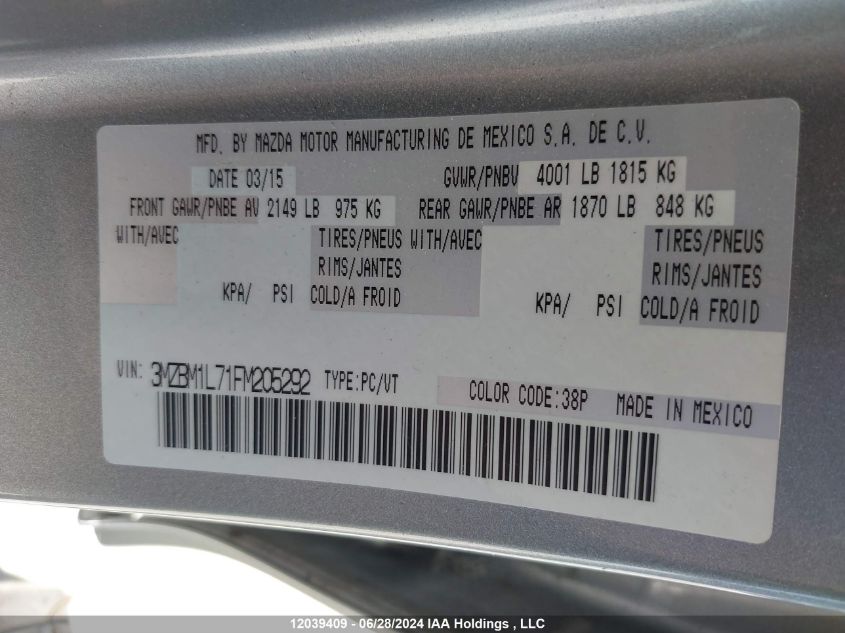 MFD. BY MAZDA MOTOR MANUFACTURING DE MEXICO S.A. DE C.V.
DATE 03/15 GVWR/PNBV 4001 LB 1815 KG
FRONT GAWR/PNBE AV 2149 LB 975 KG REAR GAWR/PNBE AR 1870 LB 848 KG
WITH/AVEC TIRES/PNEUS WITH/AVEC TIRES/PNEUS
RIMS/JANTES RIMS/JANTES
KPA/ PSI COLD/A FROID KPA/ PSI COLD/A FROID
VIN: 3MZBM1L71FM205292 TYPE:PC/VT COLOR CODE:38P MADE IN MEXICO
12039409 - 06/28/2024 IAA Holdings , LLC